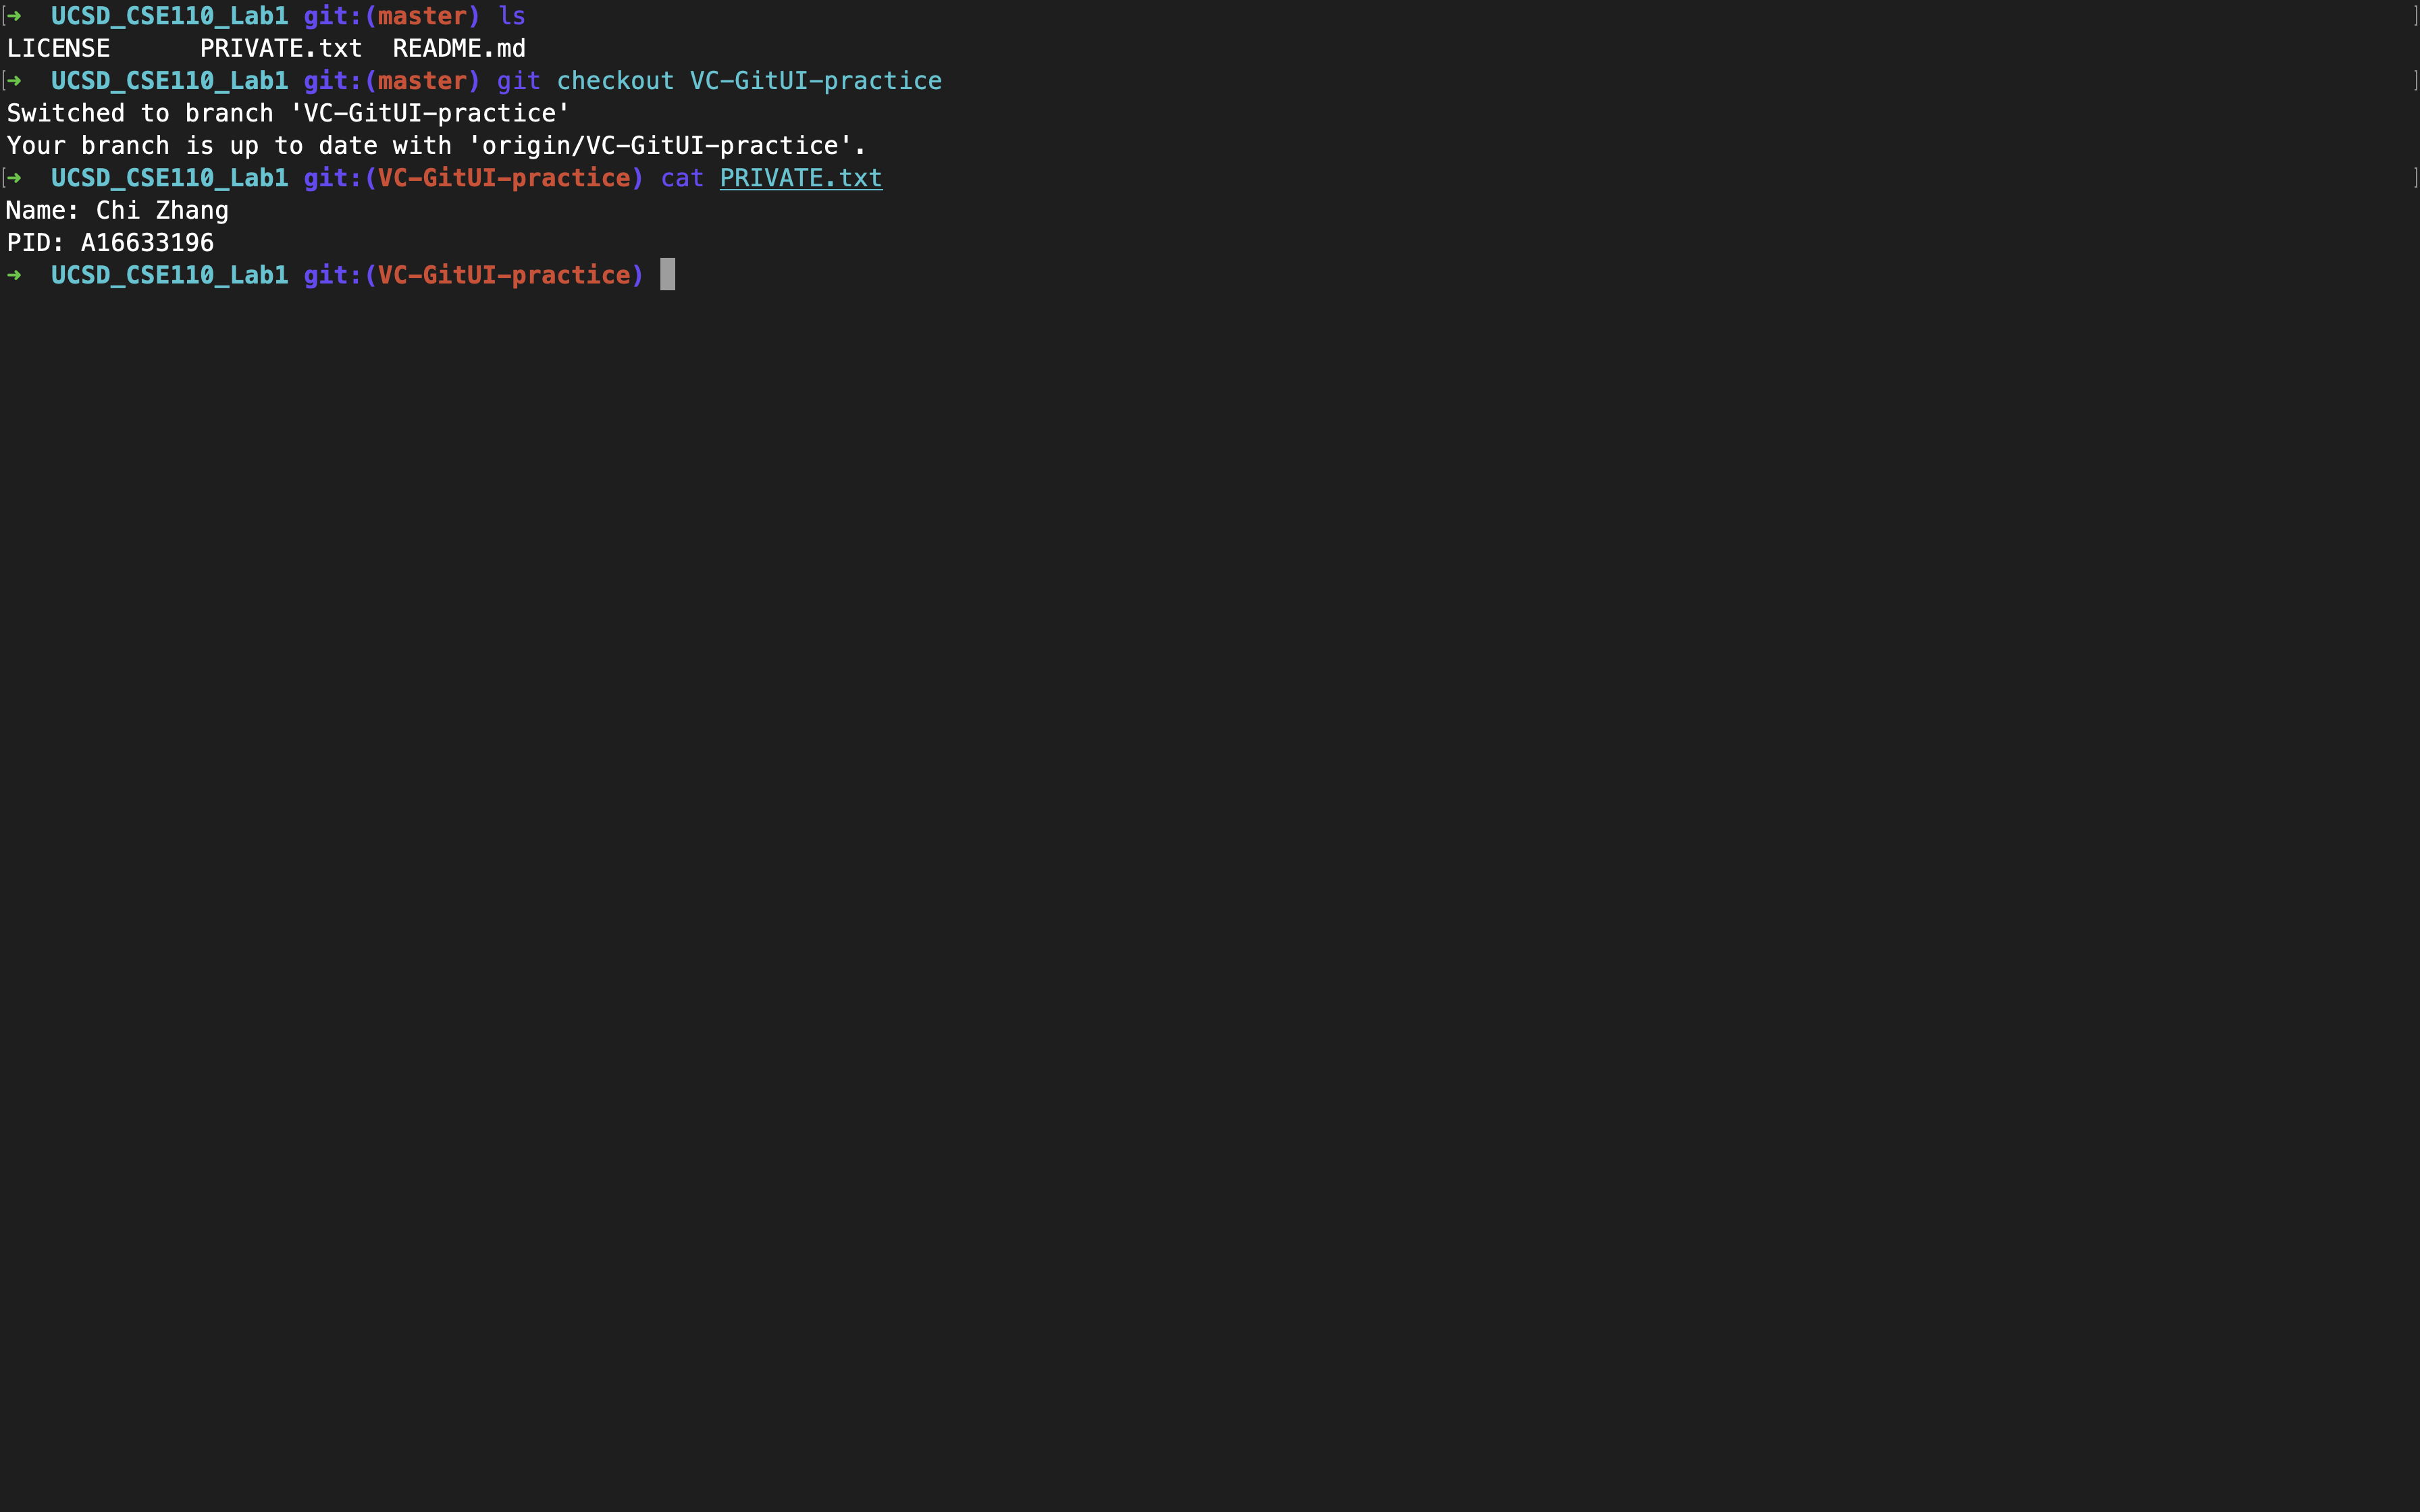 ➜  UCSD_CSE110_Lab1 git:(master) ls
LICENSE      PRIVATE.txt  README.md
➜  UCSD_CSE110_Lab1 git:(master) git checkout VC-GitUI-practice
Switched to branch 'VC-GitUI-practice'
Your branch is up to date with 'origin/VC-GitUI-practice'.
➜  UCSD_CSE110_Lab1 git:(VC-GitUI-practice) cat PRIVATE.txt
Name: Chi Zhang
PID: A16633196
➜  UCSD_CSE110_Lab1 git:(VC-GitUI-practice)